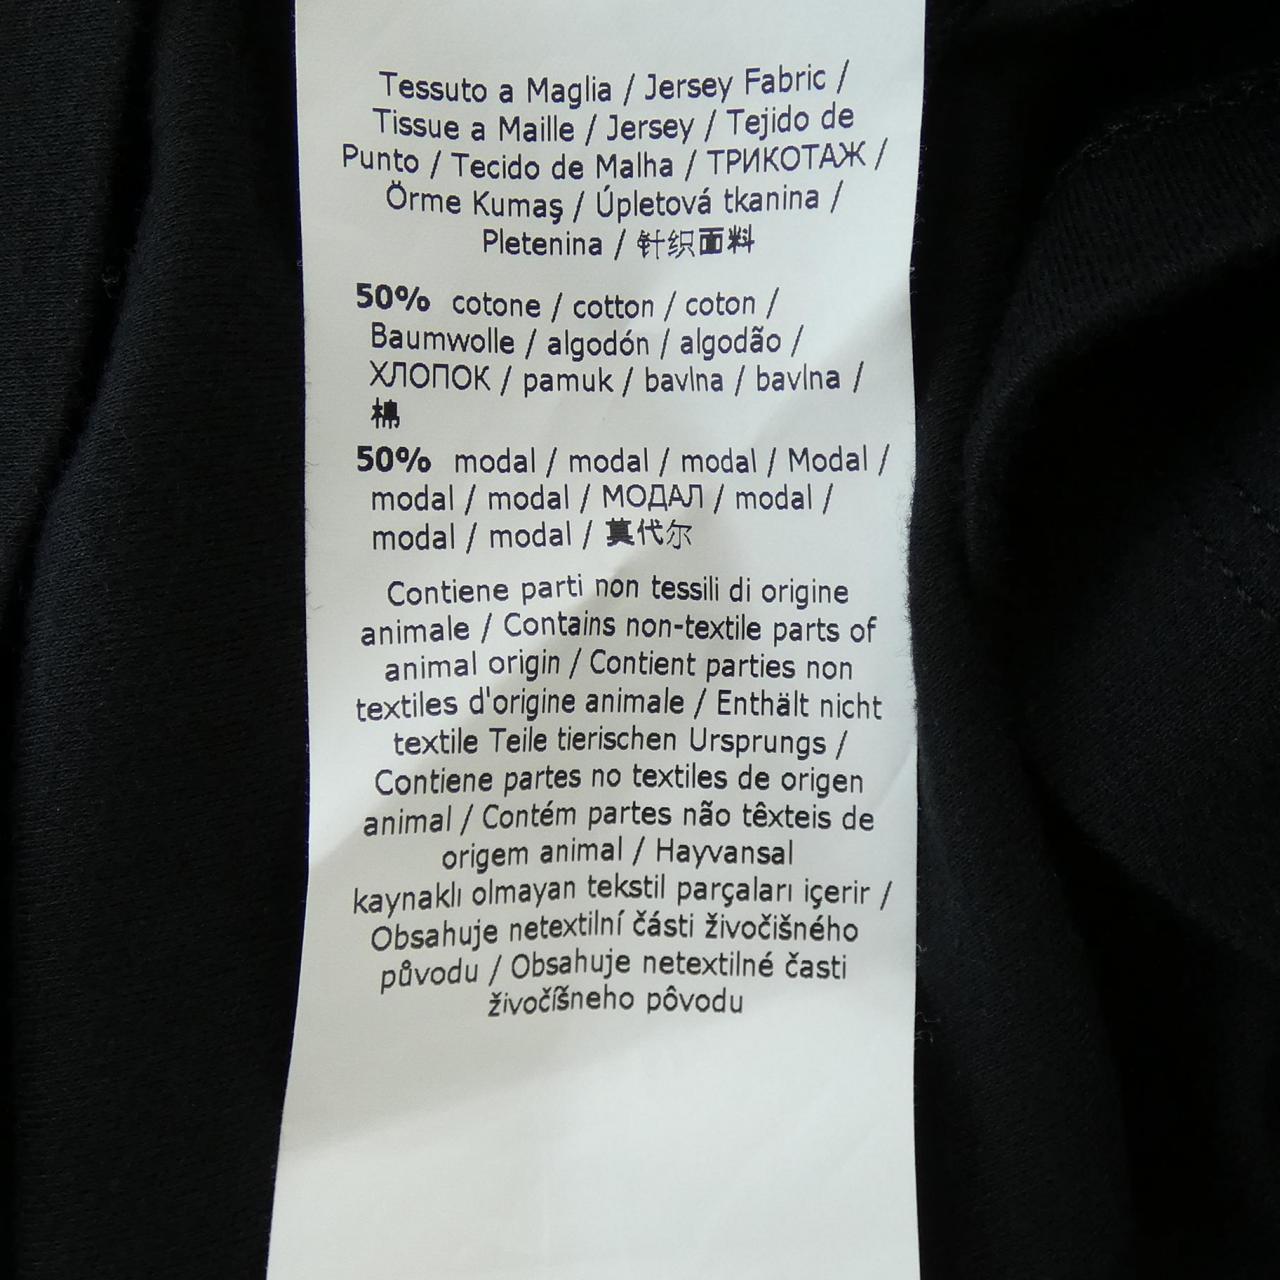 Tessuto a Maglia / Jersey Fabric /
Tissue a Maille / Jersey / Tejido de
Punto / Tecido de Malha / ТРИКОТАЖ /
Örme Kumaş / Úpletová tkanina /
Pletenina / 针织面料
50% cotone / cotton / coton /
Baumwolle / algodón / algodão /
ХЛОПОК / pamuk / bavlna / bavlna /
棉
50% modal / modal / modal / Modal /
modal / modal / МОДАЛ / modal /
modal / modal / 莫代尔
Contiene parti non tessili di origine
animale / Contains non-textile parts of
animal origin / Contient parties non
textiles d'origine animale / Enthält nicht
textile Teile tierischen Ursprungs /
Contiene partes no textiles de origen
animal / Contém partes não têxteis de
origem animal / Hayvansal
kaynaklı olmayan tekstil parçaları içerir /
Obsahuje netextilní části živočišného
původu / Obsahuje netextilné časti
živočíšneho pôvodu